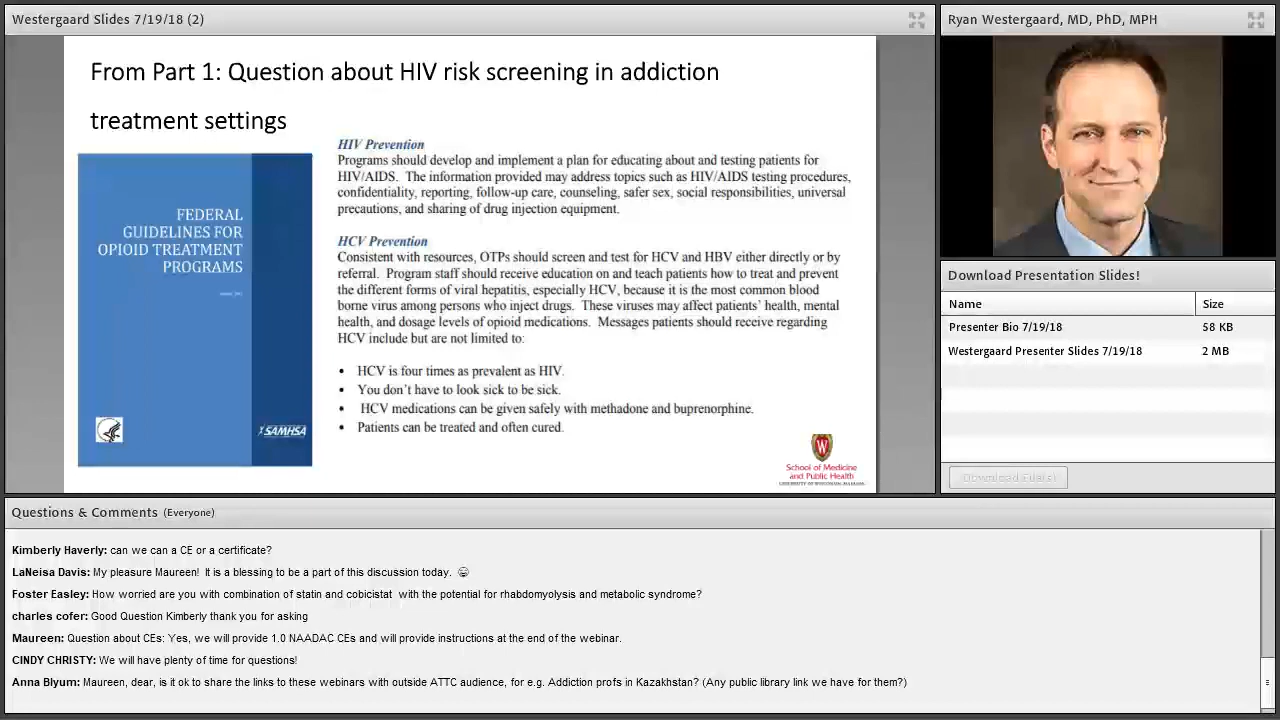 Westergaard Slides 7/19/18 (2)
From Part 1: Question about HIV risk screening in addiction
treatment settings
FEDERAL
GUIDELINES FOR
OPIOID TREATMENT
PROGRAMS
SAMHSA
HIV Prevention
Programs should develop and implement a plan for educating about and testing patients for
HIV/AIDS. The information provided may address topics such as HIV/AIDS testing procedures,
confidentiality, reporting, follow-up care, counseling, safer sex, social responsibilities, universal
precautions, and sharing of drug injection equipment.
HCV Prevention
Consistent with resources, OTPs should screen and test for HCV and HBV either directly or by
referral. Program staff should receive education on and teach patients how to treat and prevent
the different forms of viral hepatitis, especially HCV, because it is the most common blood
borne virus among persons who inject drugs. These viruses may affect patients' health, mental
health, and dosage levels of opioid medications. Messages patients should receive regarding
HCV include but are not limited to:
• HCV is four times as prevalent as HIV.
• You don't have to look sick to be sick.
• HCV medications can be given safely with methadone and buprenorphine.
• Patients can be treated and often cured.
W
School of Medicine
and Public Health
UNIVERSITY OF WISCONSIN-MADISON
Ryan Westergaard, MD, PhD, MPH
Download Presentation Slides!
Name Size
Presenter Bio 7/19/18 58 KB
Westergaard Presenter Slides 7/19/18 2 MB
Download File(s)
Questions & Comments (Everyone)
Kimberly Haverly: can we can a CE or a certificate?
LaNeisa Davis: My pleasure Maureen! It is a blessing to be a part of this discussion today. 😁
Foster Easley: How worried are you with combination of statin and cobicistat with the potential for rhabdomyolysis and metabolic syndrome?
charles cofer: Good Question Kimberly thank you for asking
Maureen: Question about CEs: Yes, we will provide 1.0 NAADAC CEs and will provide instructions at the end of the webinar.
CINDY CHRISTY: We will have plenty of time for questions!
Anna Blyum: Maureen, dear, is it ok to share the links to these webinars with outside ATTC audience, for e.g. Addiction profs in Kazakhstan? (Any public library link we have for them?)